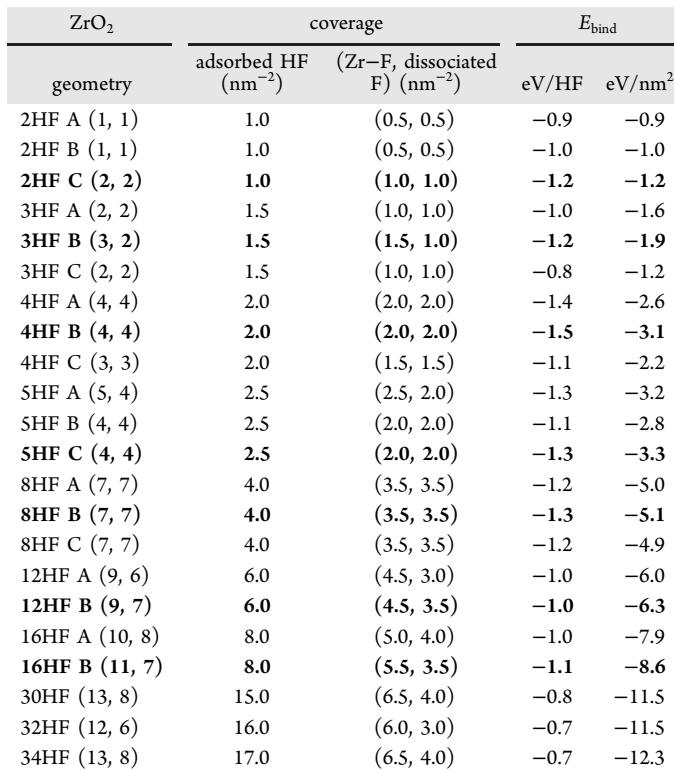 ZrO2 coverage Ebind
geometry adsorbed HF (nm−2) (Zr−F, dissociated F) (nm−2) eV/HF eV/nm2
2HF A (1, 1) 1.0 (0.5, 0.5) −0.9 −0.9
2HF B (1, 1) 1.0 (0.5, 0.5) −1.0 −1.0
2HF C (2, 2) 1.0 (1.0, 1.0) −1.2 −1.2
3HF A (2, 2) 1.5 (1.0, 1.0) −1.0 −1.6
3HF B (3, 2) 1.5 (1.5, 1.0) −1.2 −1.9
3HF C (2, 2) 1.5 (1.0, 1.0) −0.8 −1.2
4HF A (4, 4) 2.0 (2.0, 2.0) −1.4 −2.6
4HF B (4, 4) 2.0 (2.0, 2.0) −1.5 −3.1
4HF C (3, 3) 2.0 (1.5, 1.5) −1.1 −2.2
5HF A (5, 4) 2.5 (2.5, 2.0) −1.3 −3.2
5HF B (4, 4) 2.5 (2.0, 2.0) −1.1 −2.8
5HF C (4, 4) 2.5 (2.0, 2.0) −1.3 −3.3
8HF A (7, 7) 4.0 (3.5, 3.5) −1.2 −5.0
8HF B (7, 7) 4.0 (3.5, 3.5) −1.3 −5.1
8HF C (7, 7) 4.0 (3.5, 3.5) −1.2 −4.9
12HF A (9, 6) 6.0 (4.5, 3.0) −1.0 −6.0
12HF B (9, 7) 6.0 (4.5, 3.5) −1.0 −6.3
16HF A (10, 8) 8.0 (5.0, 4.0) −1.0 −7.9
16HF B (11, 7) 8.0 (5.5, 3.5) −1.1 −8.6
30HF (13, 8) 15.0 (6.5, 4.0) −0.8 −11.5
32HF (12, 6) 16.0 (6.0, 3.0) −0.7 −11.5
34HF (13, 8) 17.0 (6.5, 4.0) −0.7 −12.3